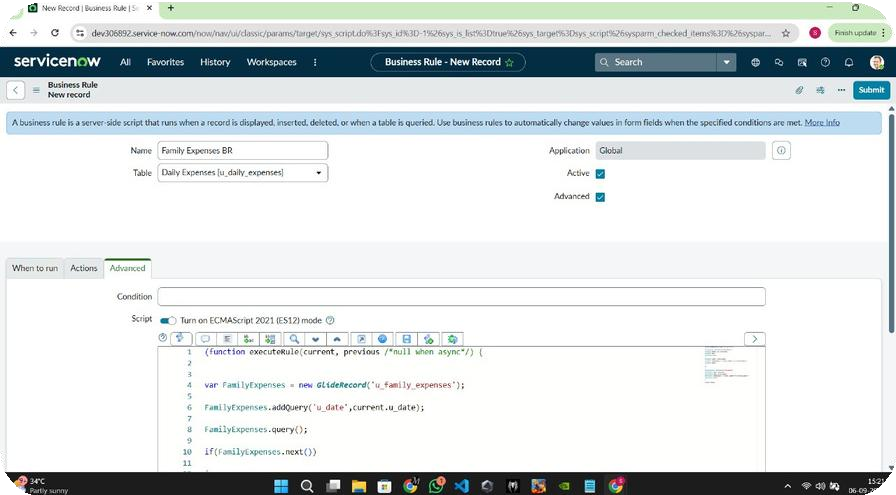 New Record | Business Rule | S
dev306892.service-now.com/now/nav/ui/classic/params/target/sys_script.do%3Fsys_id%3D-1%26sys_is_list%3Dtrue%26sys_target%3Dsys_script%26sysparm_checked_items%3D%26syspar...
S
Finish update
servicenow
All
Favorites
History
Workspaces
Business Rule - New Record
Search
Business Rule
New record
Submit
A business rule is a server-side script that runs when a record is displayed, inserted, deleted, or when a table is queried. Use business rules to automatically change values in form fields when the specified conditions are met. More Info
Name
Family Expenses BR
Application
Global
Table
Daily Expenses [u_daily_expenses]
Active
Advanced
When to run
Actions
Advanced
Condition
Script
Turn on ECMAScript 2021 (ES12) mode
1 (function executeRule(current, previous /*null when async*/) {
2
3
4 var FamilyExpenses = new GlideRecord('u_family_expenses');
5
6 FamilyExpenses.addQuery('u_date',current.u_date);
7
8 FamilyExpenses.query();
9
10 if(FamilyExpenses.next())
11
34°C
Partly sunny